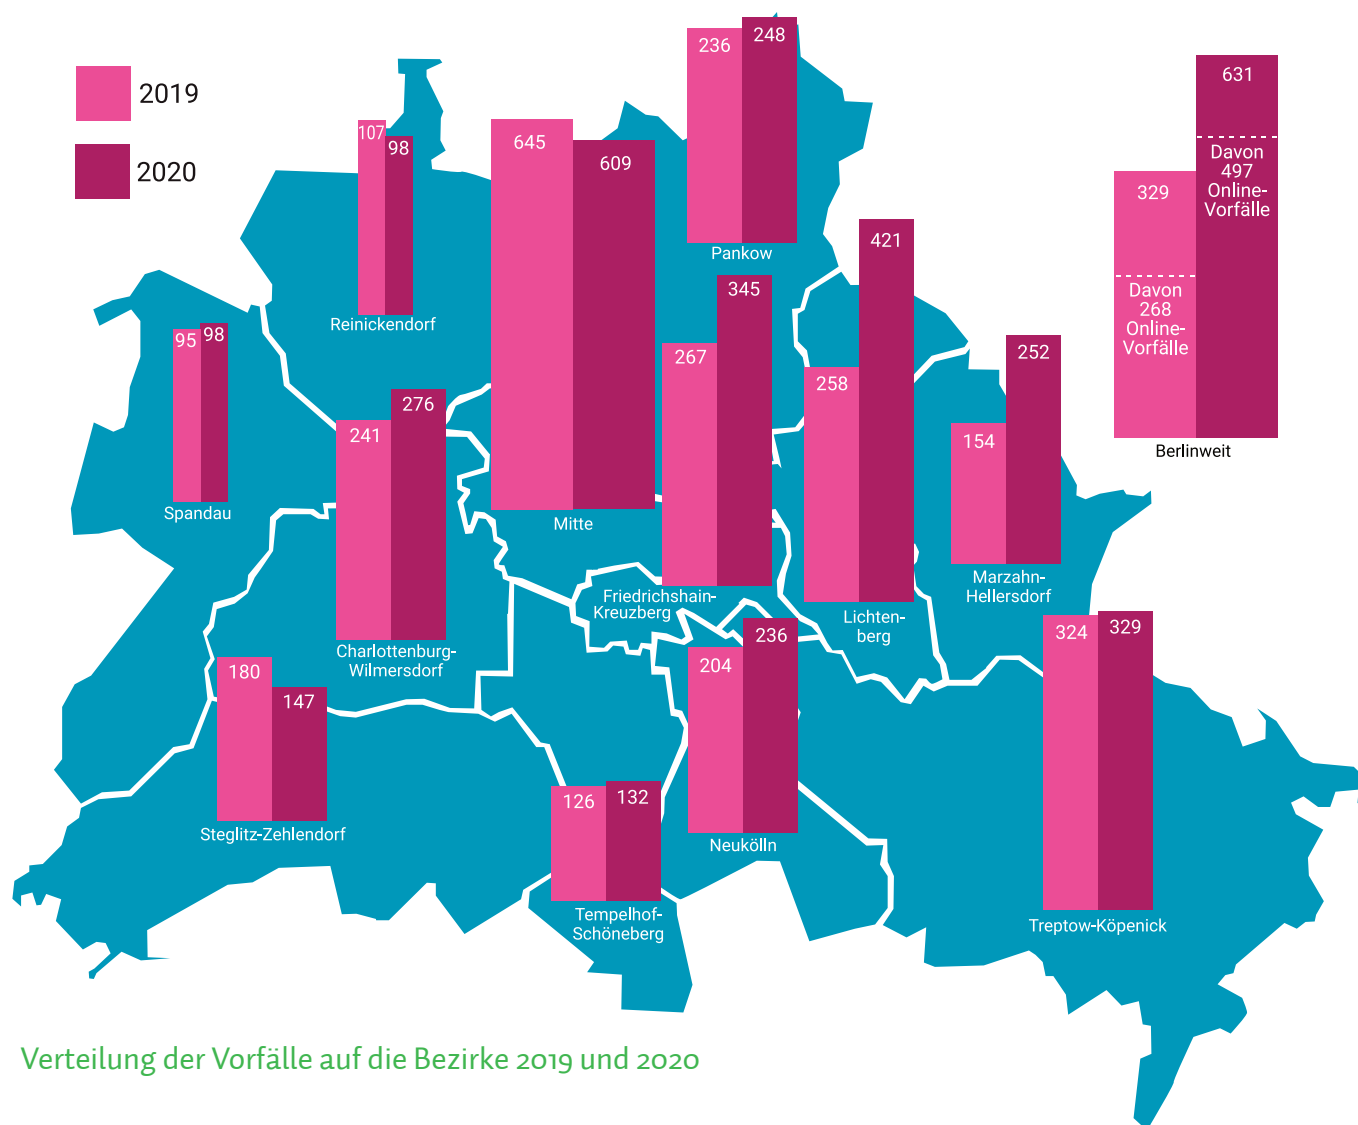 2019
2020
236
248
Pankow
107
98
Reinickendorf
645
609
Mitte
631
Davon
497
Online-
Vorfälle
329
Davon
268
Online-
Vorfälle
Berlinweit
95
98
Spandau
241
276
Charlottenburg-
Wilmersdorf
267
345
Friedrichshain-
Kreuzberg
258
421
Lichten-
berg
154
252
Marzahn-
Hellersdorf
180
147
Steglitz-Zehlendorf
126
132
Tempelhof-
Schöneberg
204
236
Neukölln
324
329
Treptow-Köpenick
Verteilung der Vorfälle auf die Bezirke 2019 und 2020